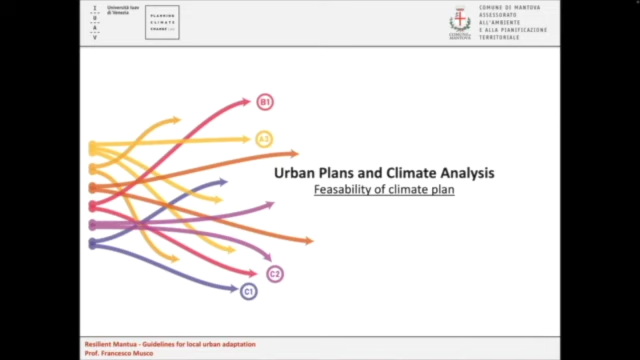 I
U
A
V
Università Iuav
di Venezia
PLANNING
CLIMATE
CHANGE
COMUNE DI MANTOVA
ASSESSORATO
ALL'AMBIENTE
E ALLA PIANIFICAZIONE
TERRITORIALE
B1
A2
Urban Plans and Climate Analysis
Feasability of climate plan
C2
C1
Resilient Mantua - Guidelines for local urban adaptation
Prof. Francesco Musco